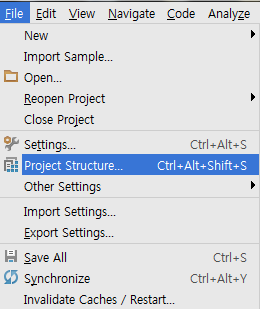 File Edit View Navigate Code Analyze
New
Import Sample...
Open...
Reopen Project
Close Project
Settings... Ctrl+Alt+S
Project Structure... Ctrl+Alt+Shift+S
Other Settings
Import Settings...
Export Settings...
Save All Ctrl+S
Synchronize Ctrl+Alt+Y
Invalidate Caches / Restart...